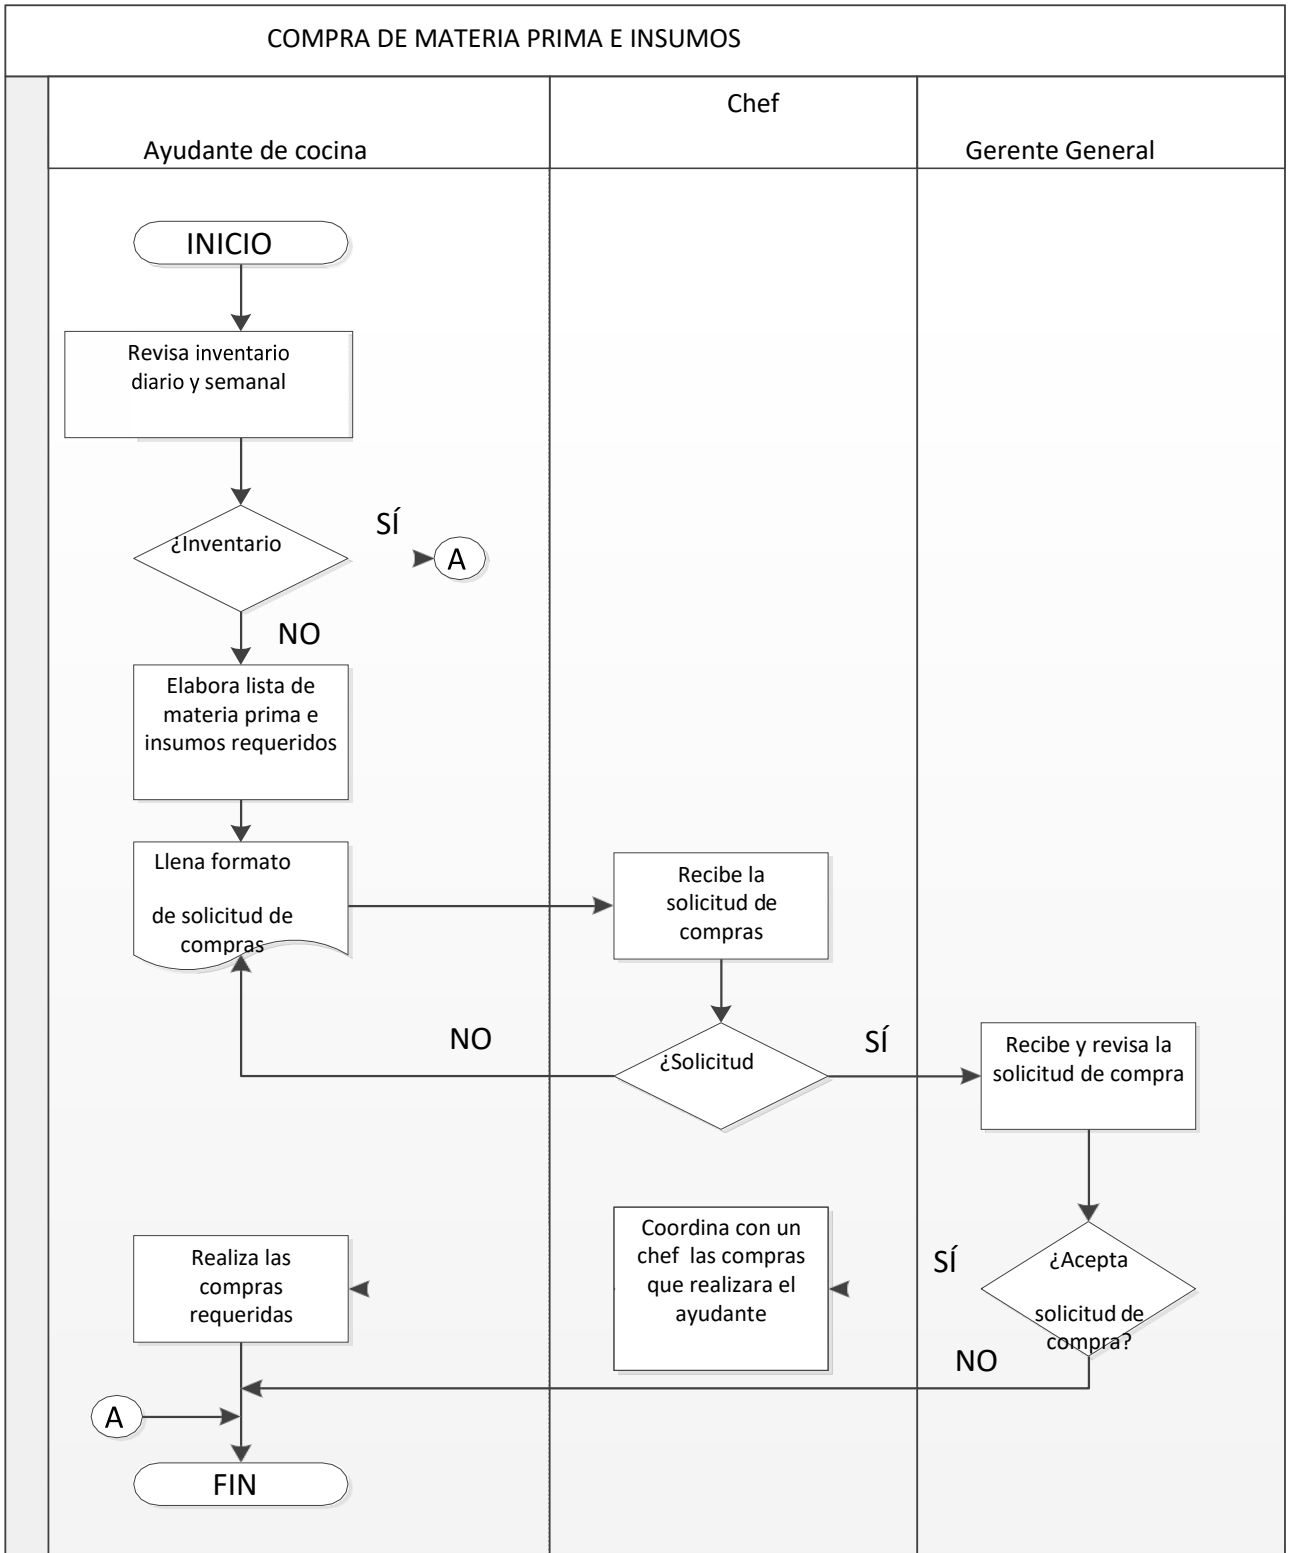 COMPRA DE MATERIA PRIMA E INSUMOS
Chef
Ayudante de cocina
Gerente General
INICIO
Revisa inventario
diario y semanal
SÍ
¿Inventario
A
NO
Elabora lista de
materia prima e
insumos requeridos
Llena formato
de solicitud de
compras
Recibe la
solicitud de
compras
NO
¿Solicitud
SÍ
Recibe y revisa la
solicitud de compra
Realiza las
compras
requeridas
Coordina con un
chef las compras
que realizara el
ayudante
SÍ
¿Acepta
solicitud de
compra?
NO
A
FIN